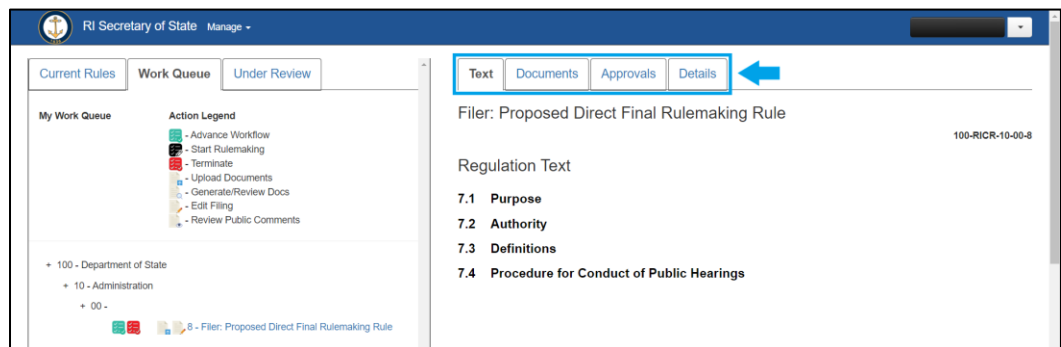 RI Secretary of State Manage
Current Rules Work Queue Under Review
My Work Queue Action Legend
- Advance Workflow
- Start Rulemaking
- Terminate
- Upload Documents
- Generate/Review Docs
- Edit Filing
- Review Public Comments
+ 100 - Department of State
+ 10 - Administration
+ 00 -
8 - Filer: Proposed Direct Final Rulemaking Rule
Text Documents Approvals Details
Filer: Proposed Direct Final Rulemaking Rule
100-RICR-10-00-8
Regulation Text
7.1 Purpose
7.2 Authority
7.3 Definitions
7.4 Procedure for Conduct of Public Hearings